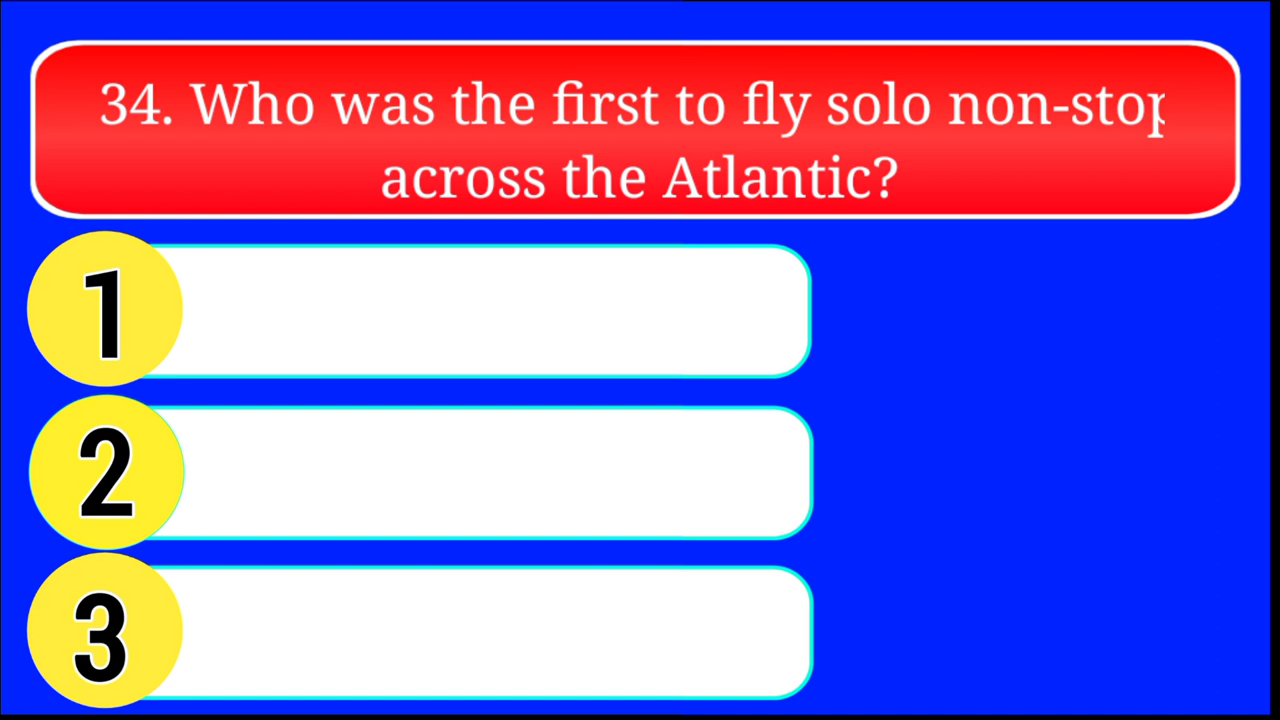 34. Who was the first to fly solo non-stop
across the Atlantic?
1
2
3